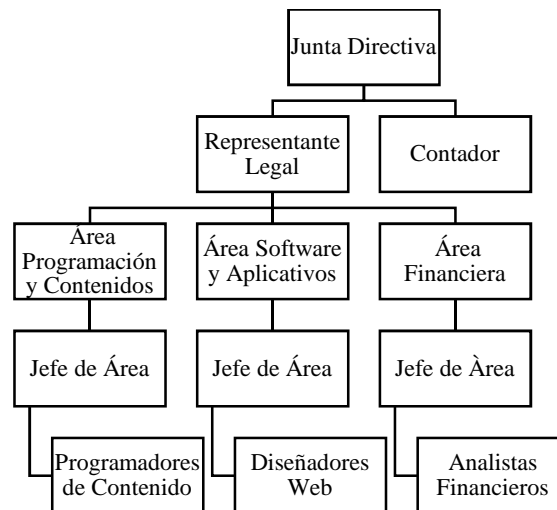 Junta Directiva
Representante
Legal
Contador
Área
Programación
y Contenidos
Área Software
y Aplicativos
Área
Financiera
Jefe de Área
Jefe de Área
Jefe de Àrea
Programadores
de Contenido
Diseñadores
Web
Analistas
Financieros